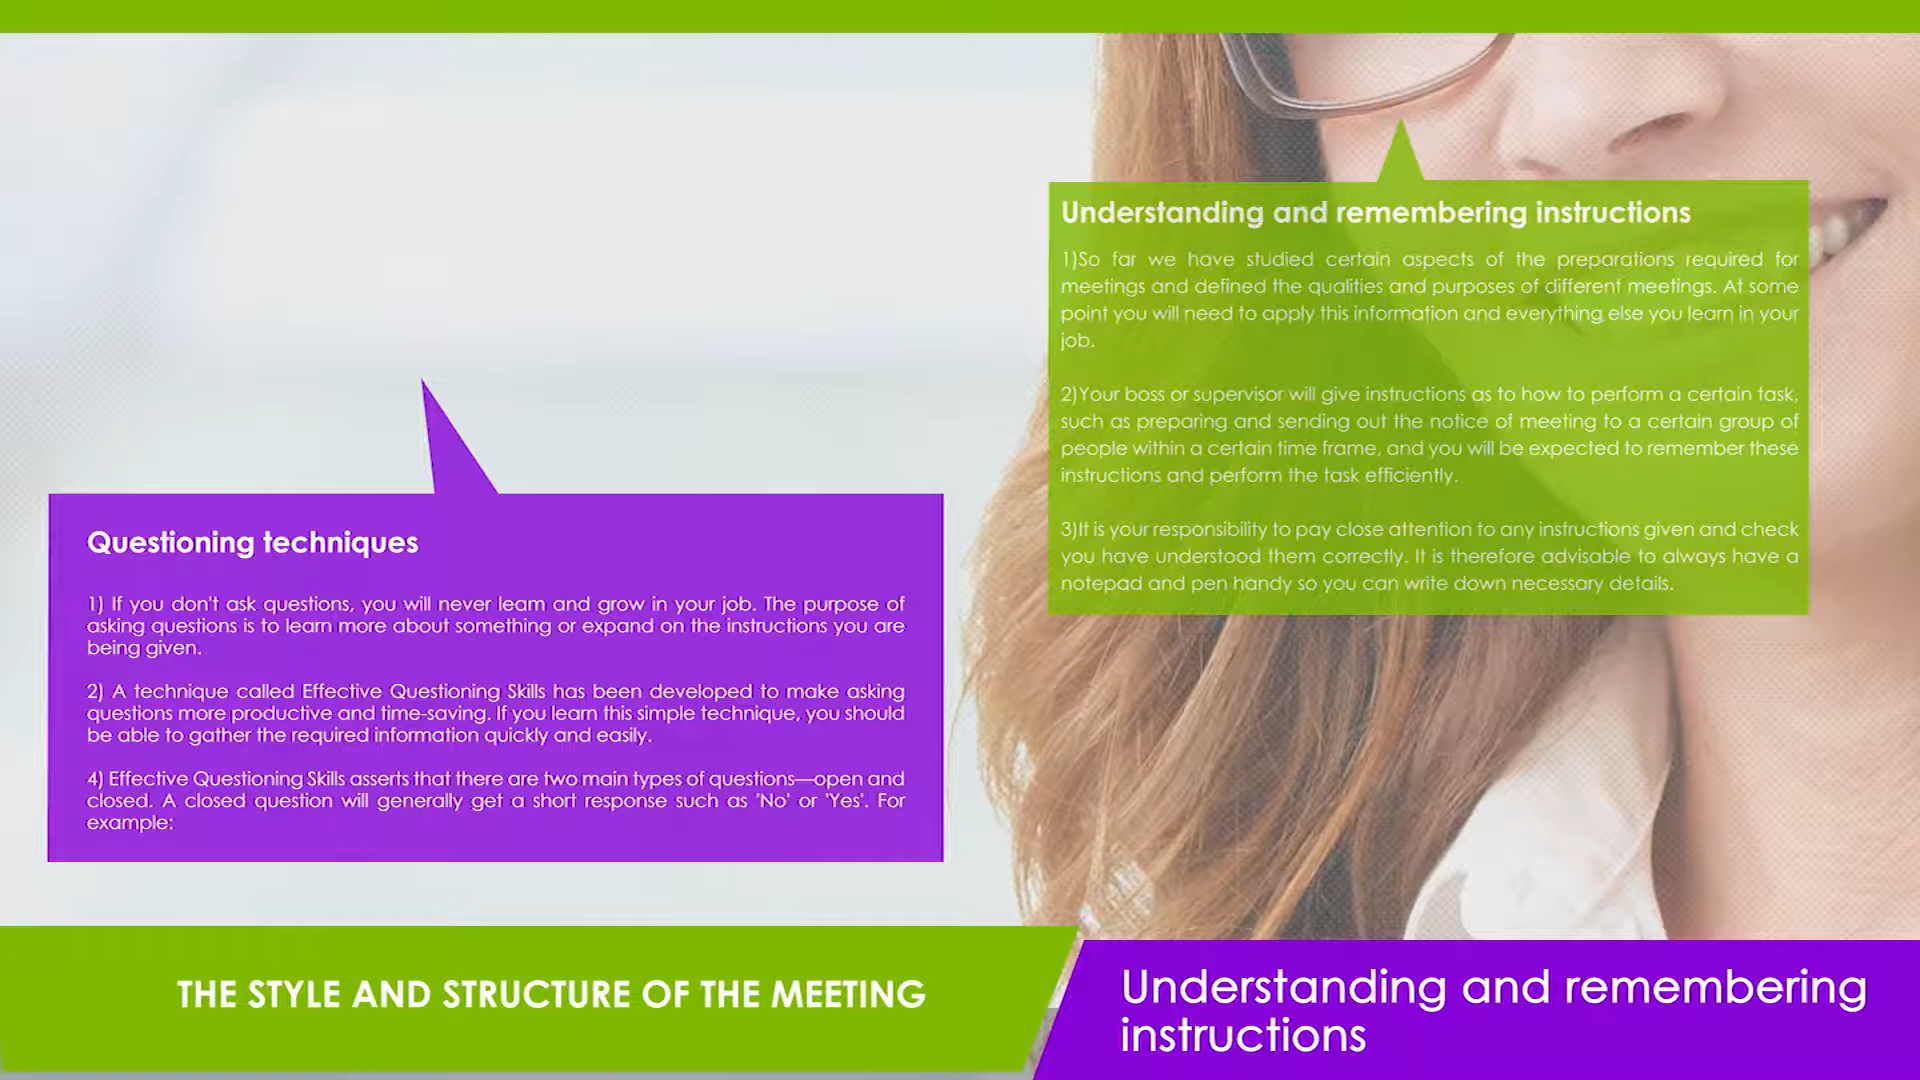 Understanding and remembering instructions
1)So far we have studied certain aspects of the preparations required for
meetings and defined the qualities and purposes of different meetings. At some
point you will need to apply this information and everything else you learn in your
job.
2)Your boss or supervisor will give instructions as to how to perform a certain task,
such as preparing and sending out the notice of meeting to a certain group of
people within a certain time frame, and you will be expected to remember these
instructions and perform the task efficiently.
3)It is your responsibility to pay close attention to any instructions given and check
you have understood them correctly. It is therefore advisable to always have a
notepad and pen handy so you can write down necessary details.
Questioning techniques
1) If you don't ask questions, you will never learn and grow in your job. The purpose of
asking questions is to learn more about something or expand on the instructions you are
being given.
2) A technique called Effective Questioning Skills has been developed to make asking
questions more productive and time-saving. If you learn this simple technique, you should
be able to gather the required information quickly and easily.
4) Effective Questioning Skills asserts that there are two main types of questions—open and
closed. A closed question will generally get a short response such as 'No' or 'Yes'. For
example:
THE STYLE AND STRUCTURE OF THE MEETING
Understanding and remembering
instructions